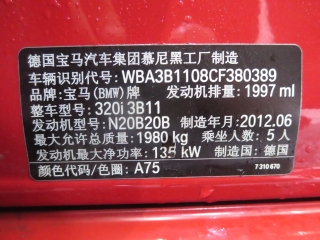 德国宝马汽车集团慕尼黑工厂制造
车辆识别代号: WBA3B1108CF380389
品牌: 宝马(BMW)牌 发动机排量: 1997 ml
整车型号: 320i 3B11
发动机型号: N20B20B 制造年月: 2012.06
最大允许总质量: 1980 kg 乘坐人数: 5 人
发动机最大净功率: 135 kW 制造国: 德国
颜色代码/色圈: A75
7 310 670